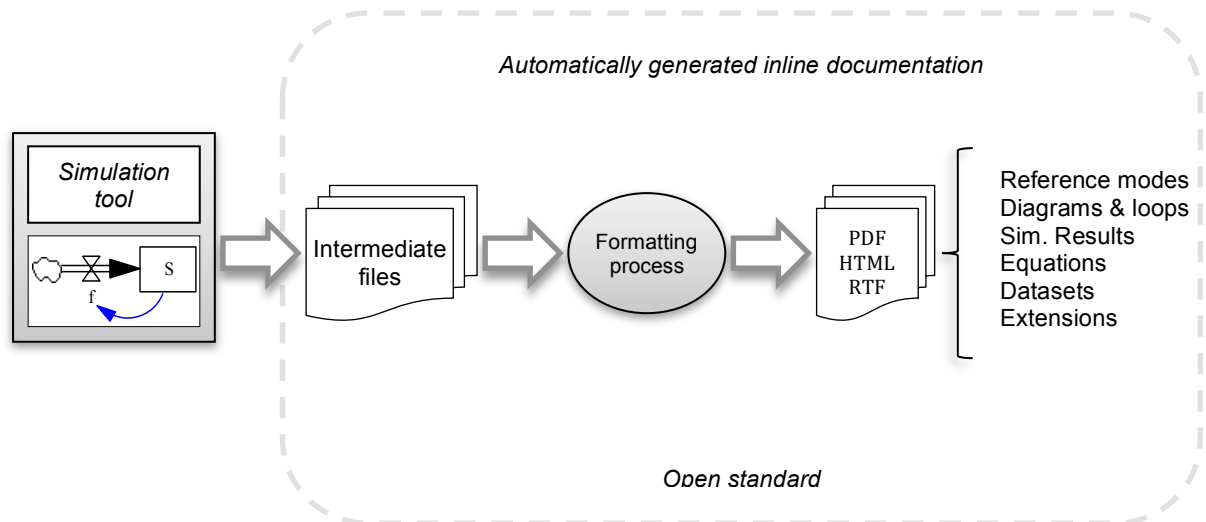 Automatically generated inline documentation
Simulation
tool
S
f
Intermediate
files
Formatting
process
PDF
HTML
RTF
Reference modes
Diagrams & loops
Sim. Results
Equations
Datasets
Extensions
Open standard